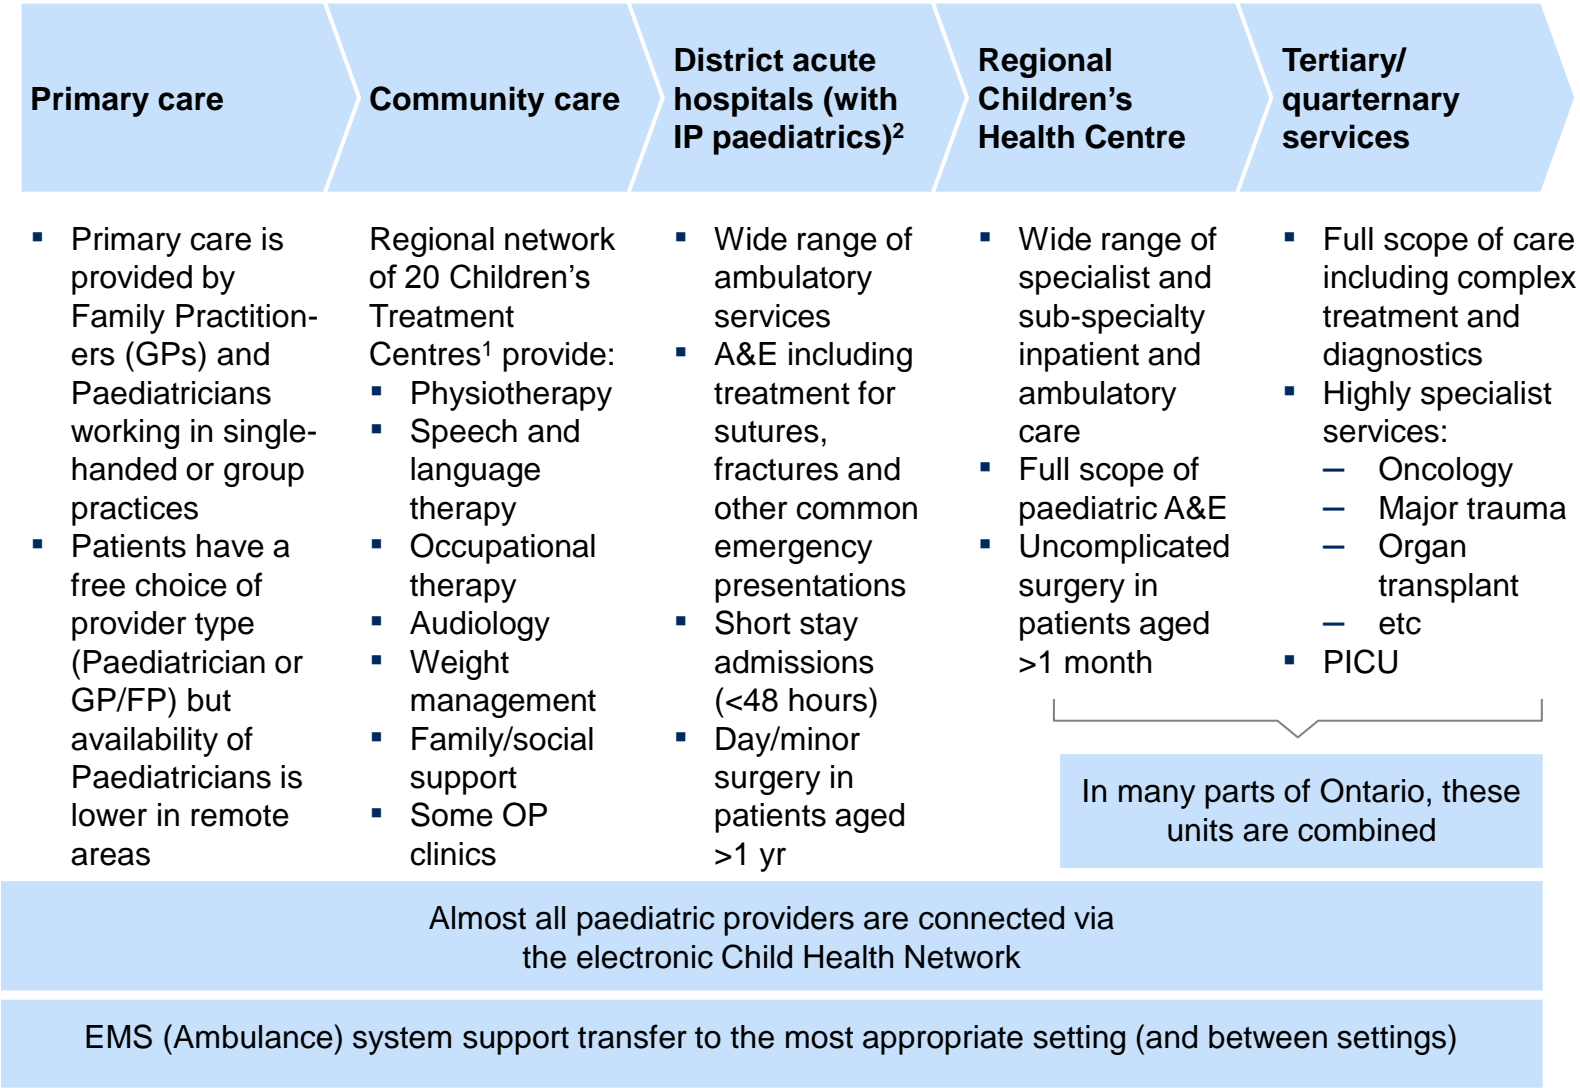 Primary care
Community care
District acute
hospitals (with
IP paediatrics)²
Regional
Children’s
Health Centre
Tertiary/
quarternary
services
▪ Primary care is
provided by
Family Practition-
ers (GPs) and
Paediatricians
working in single-
handed or group
practices
▪ Patients have a
free choice of
provider type
(Paediatrician or
GP/FP) but
availability of
Paediatricians is
lower in remote
areas
Regional network
of 20 Children’s
Treatment
Centres¹ provide:
▪ Physiotherapy
▪ Speech and
language
therapy
▪ Occupational
therapy
▪ Audiology
▪ Weight
management
▪ Family/social
support
▪ Some OP
clinics
▪ Wide range of
ambulatory
services
▪ A&E including
treatment for
sutures,
fractures and
other common
emergency
presentations
▪ Short stay
admissions
(<48 hours)
▪ Day/minor
surgery in
patients aged
>1 yr
▪ Wide range of
specialist and
sub-specialty
inpatient and
ambulatory
care
▪ Full scope of
paediatric A&E
▪ Uncomplicated
surgery in
patients aged
>1 month
▪ Full scope of care
including complex
treatment and
diagnostics
▪ Highly specialist
services:
– Oncology
– Major trauma
– Organ
transplant
– etc
▪ PICU
In many parts of Ontario, these
units are combined
Almost all paediatric providers are connected via
the electronic Child Health Network
EMS (Ambulance) system support transfer to the most appropriate setting (and between settings)